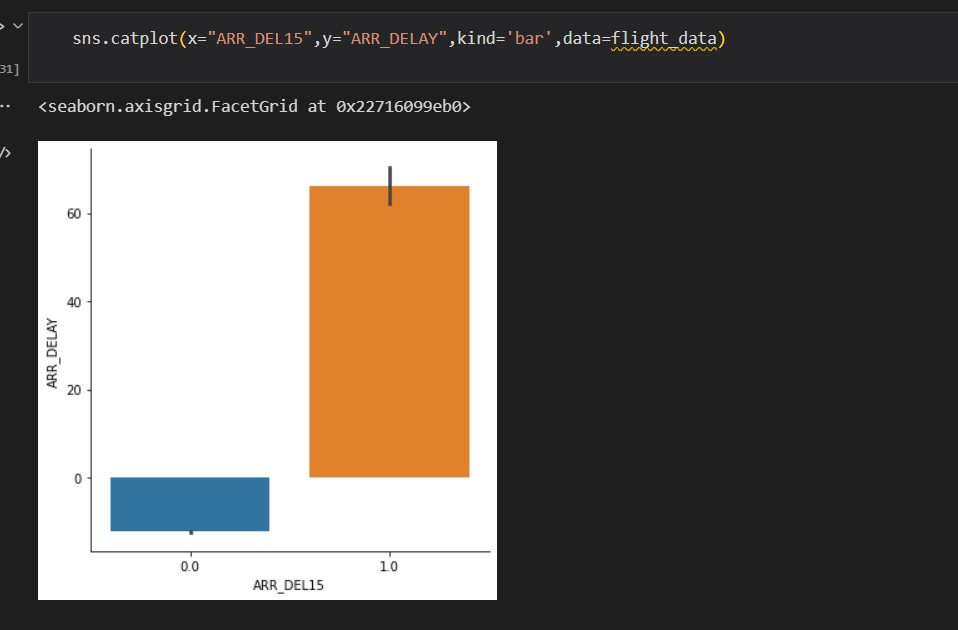 sns.catplot(x="ARR_DEL15",y="ARR_DELAY",kind='bar',data=flight_data)
31]
<seaborn.axisgrid.FacetGrid at 0x22716099eb0>
60
40
20
0
ARR_DELAY
0.0 1.0
ARR_DEL15